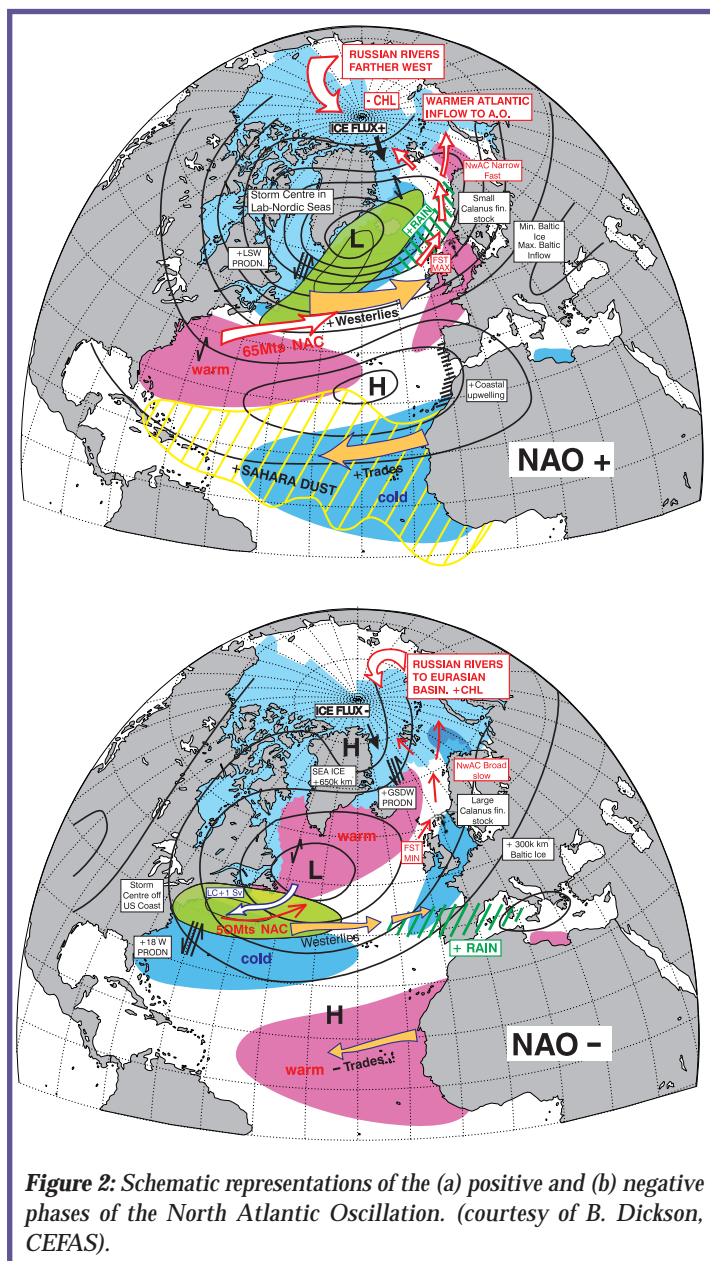 RUSSIAN RIVERS
FARTHER WEST
- CHL
WARMER ATLANTIC
INFLOW TO A.O.
ICE FLUX+
NwAC Narrow
Fast
Storm Centre in
Lab-Nordic Seas
Small
Calanus fin.
stock
+ RAIN
Min. Baltic
Ice
Max. Baltic
Inflow
L
+LSW
PRODN.
FST
MAX
+Westerlies
65Mts NAC
warm
H
+Coastal
upwelling
NAO +
+SAHARA DUST
+Trades
cold
RUSSIAN RIVERS
TO EURASIAN
BASIN. +CHL
ICE FLUX-
H
SEA ICE
+650k km
+GSDW
PRODN
NwAC Broad
slow
Large
Calanus fin.
stock
warm
FST
MIN
+ 300k km
Baltic Ice
L
Storm
Centre off
US Coast
LC+1 Sv
50Mts NAC
Westerlies
+18 W
PRODN
cold
+ RAIN
H
NAO −
warm
− Trades
Figure 2: Schematic representations of the (a) positive and (b) negative
phases of the North Atlantic Oscillation. (courtesy of B. Dickson,
CEFAS).